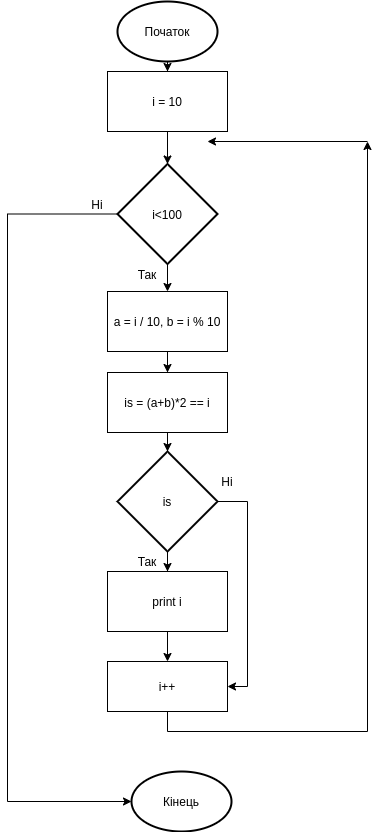 Початок
i = 10
i<100
Ні
Так
a = i / 10, b = i % 10
is = (a+b)*2 == i
is
Ні
Так
print i
i++
Кінець